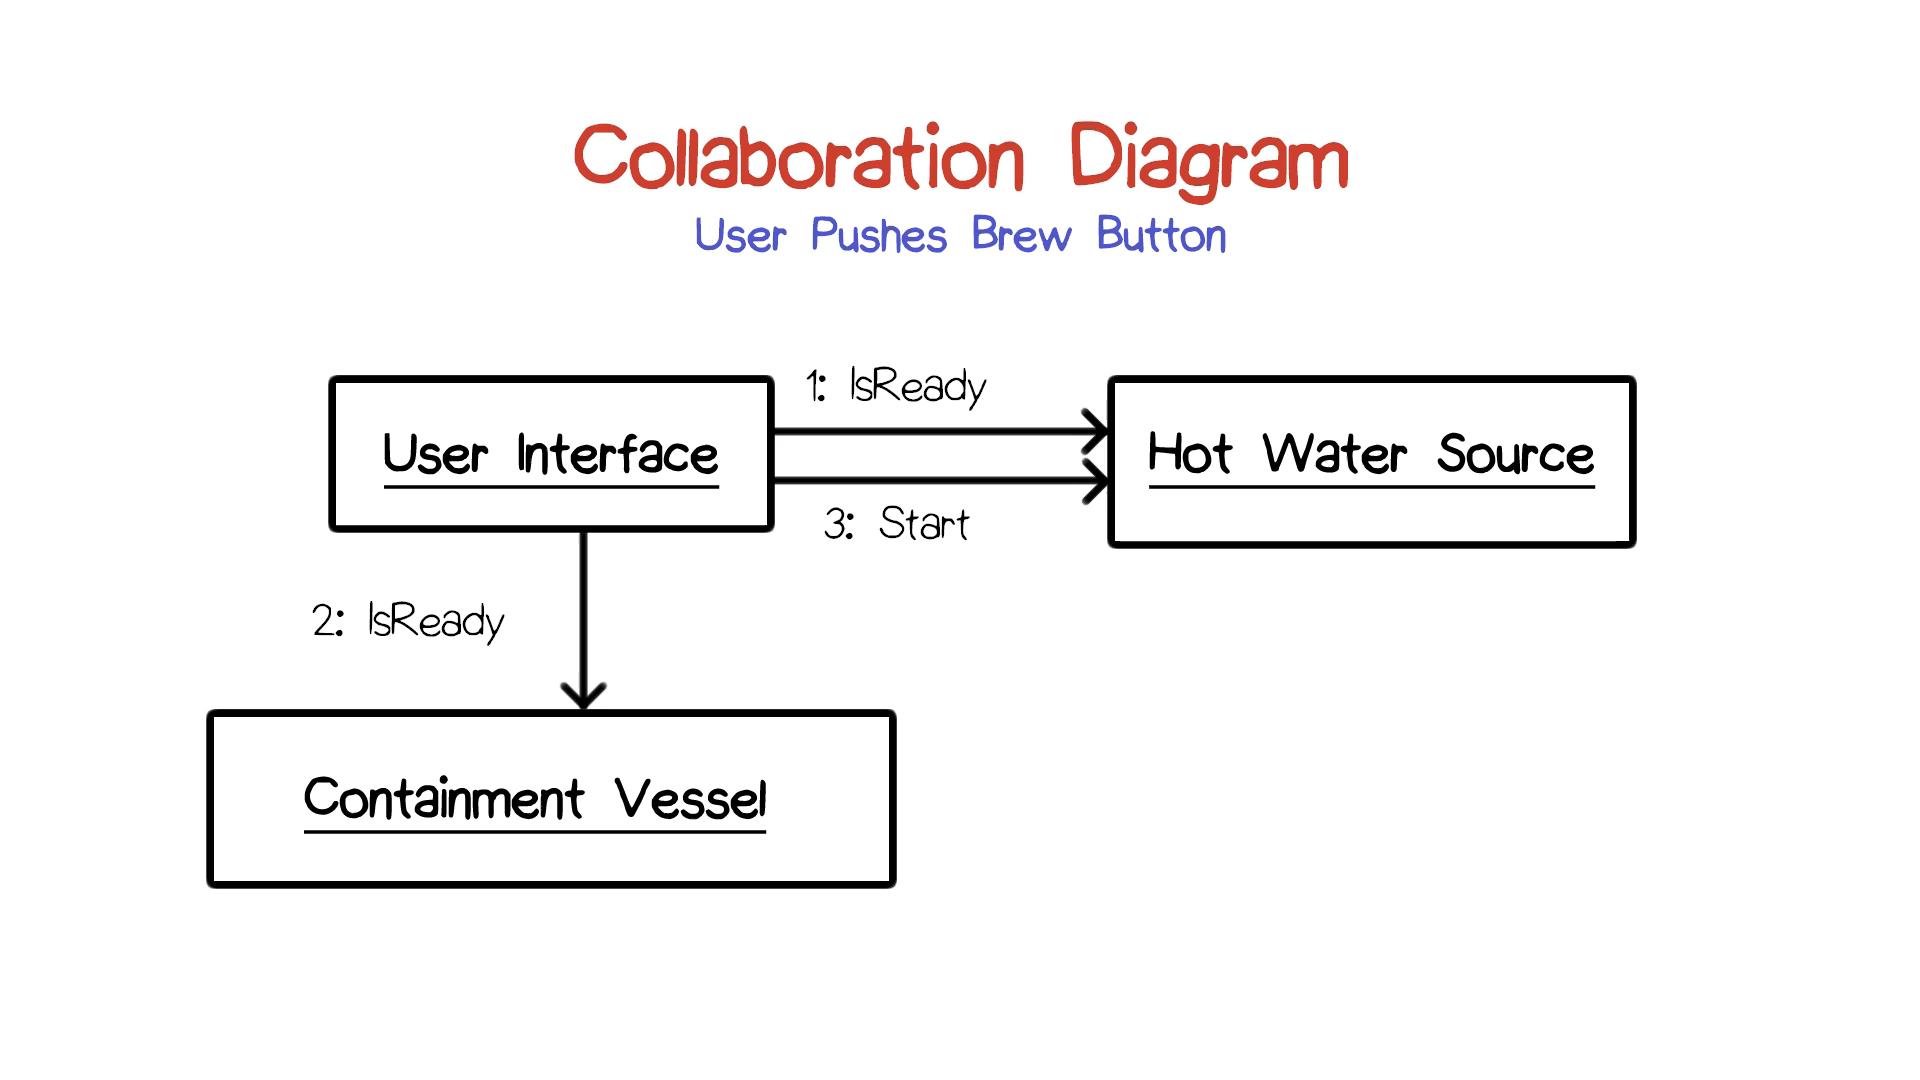 Collaboration Diagram
User Pushes Brew Button
1: IsReady
User Interface
Hot Water Source
3: Start
2: IsReady
Containment Vessel